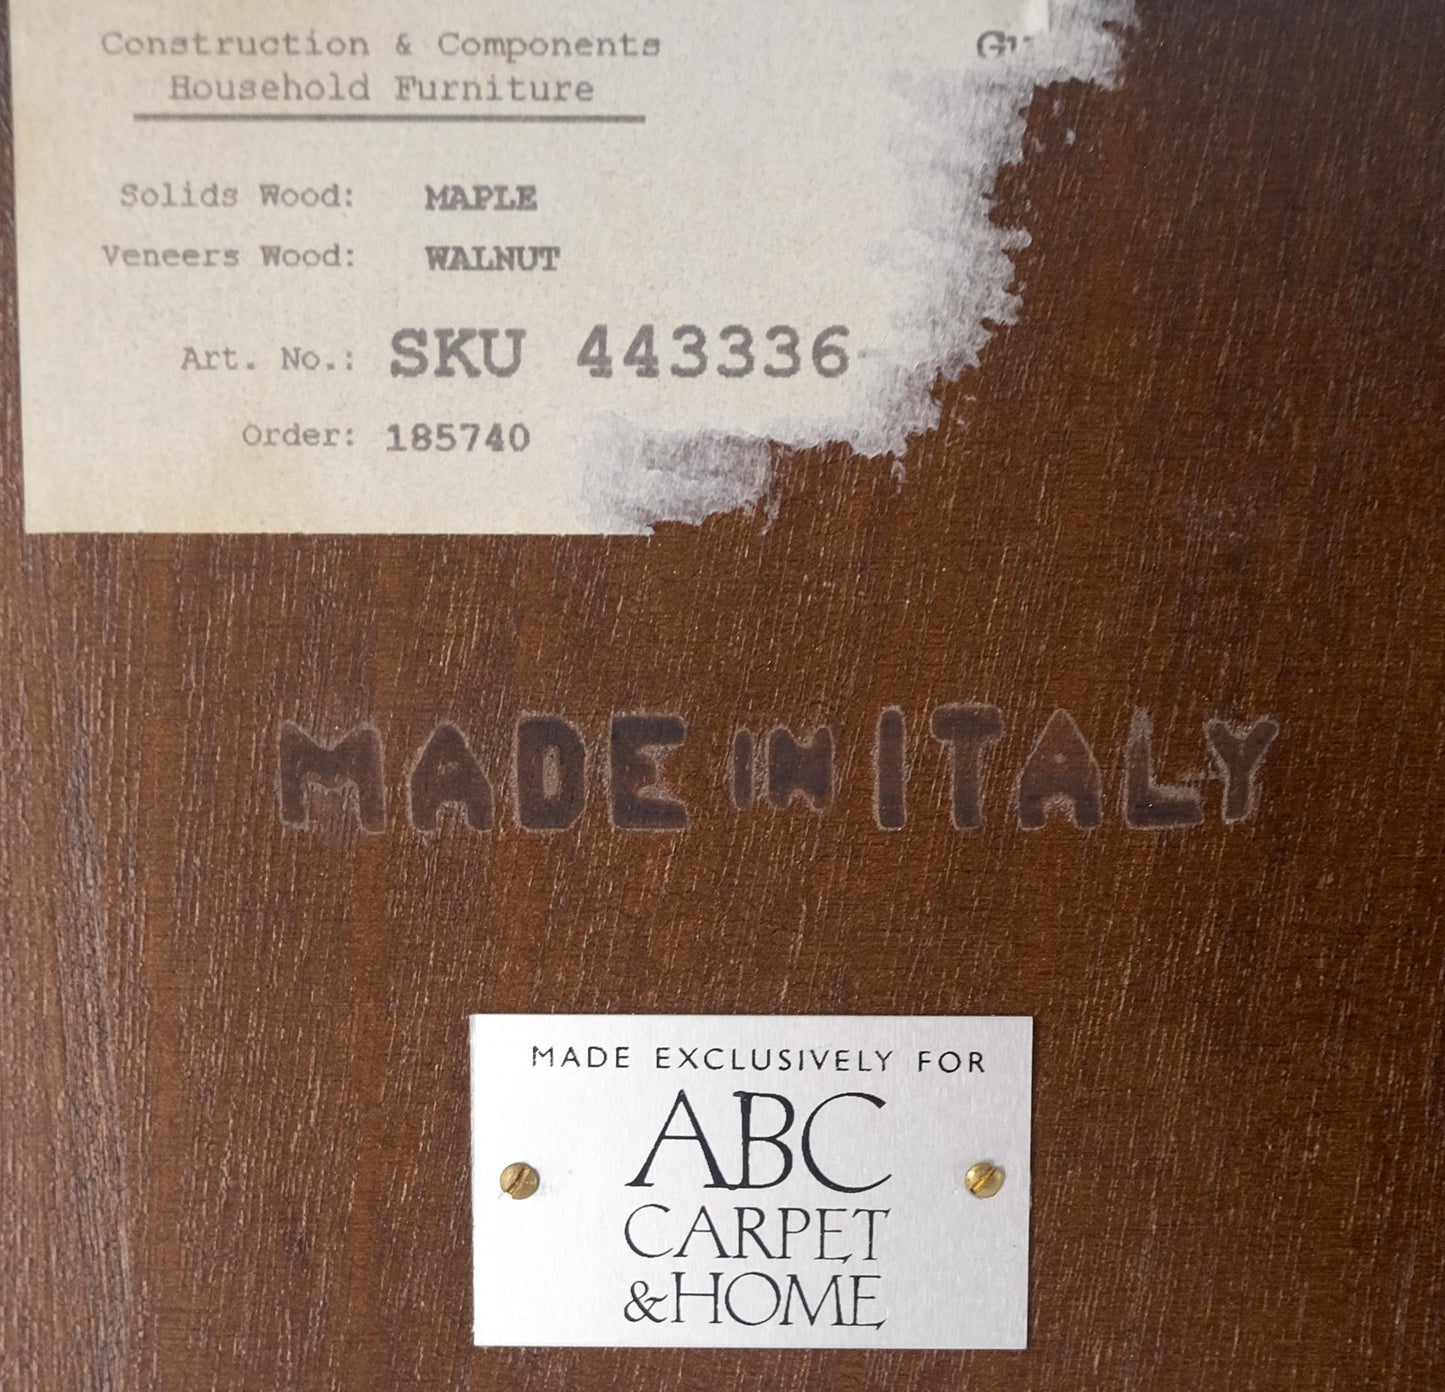 Construction & Components
Household Furniture
Solids Wood: MAPLE
Veneers Wood: WALNUT
Art. No.: SKU 443336
Order: 185740
MADE IN ITALY
MADE EXCLUSIVELY FOR
ABC
CARPET
& HOME